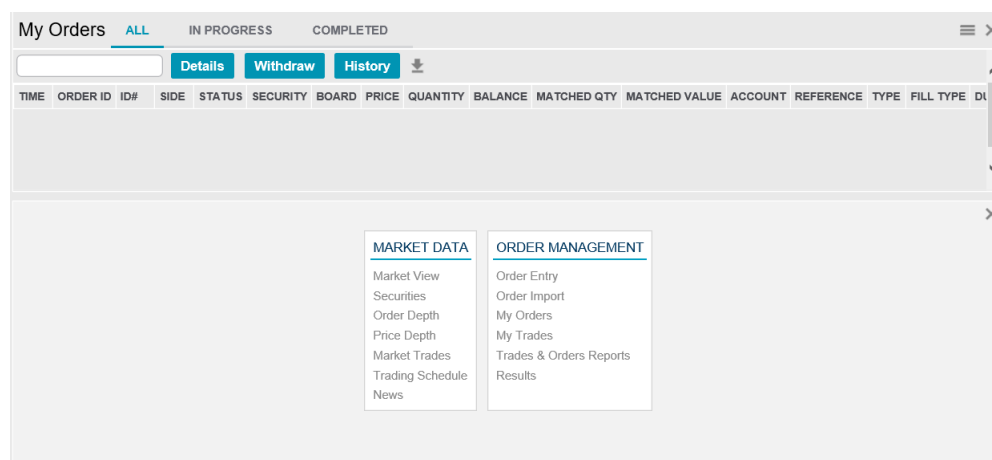 My Orders ALL IN PROGRESS COMPLETED
Details Withdraw History
TIME ORDER ID ID# SIDE STATUS SECURITY BOARD PRICE QUANTITY BALANCE MATCHED QTY MATCHED VALUE ACCOUNT REFERENCE TYPE FILL TYPE
MARKET DATA
Market View
Securities
Order Depth
Price Depth
Market Trades
Trading Schedule
News
ORDER MANAGEMENT
Order Entry
Order Import
My Orders
My Trades
Trades & Orders Reports
Results